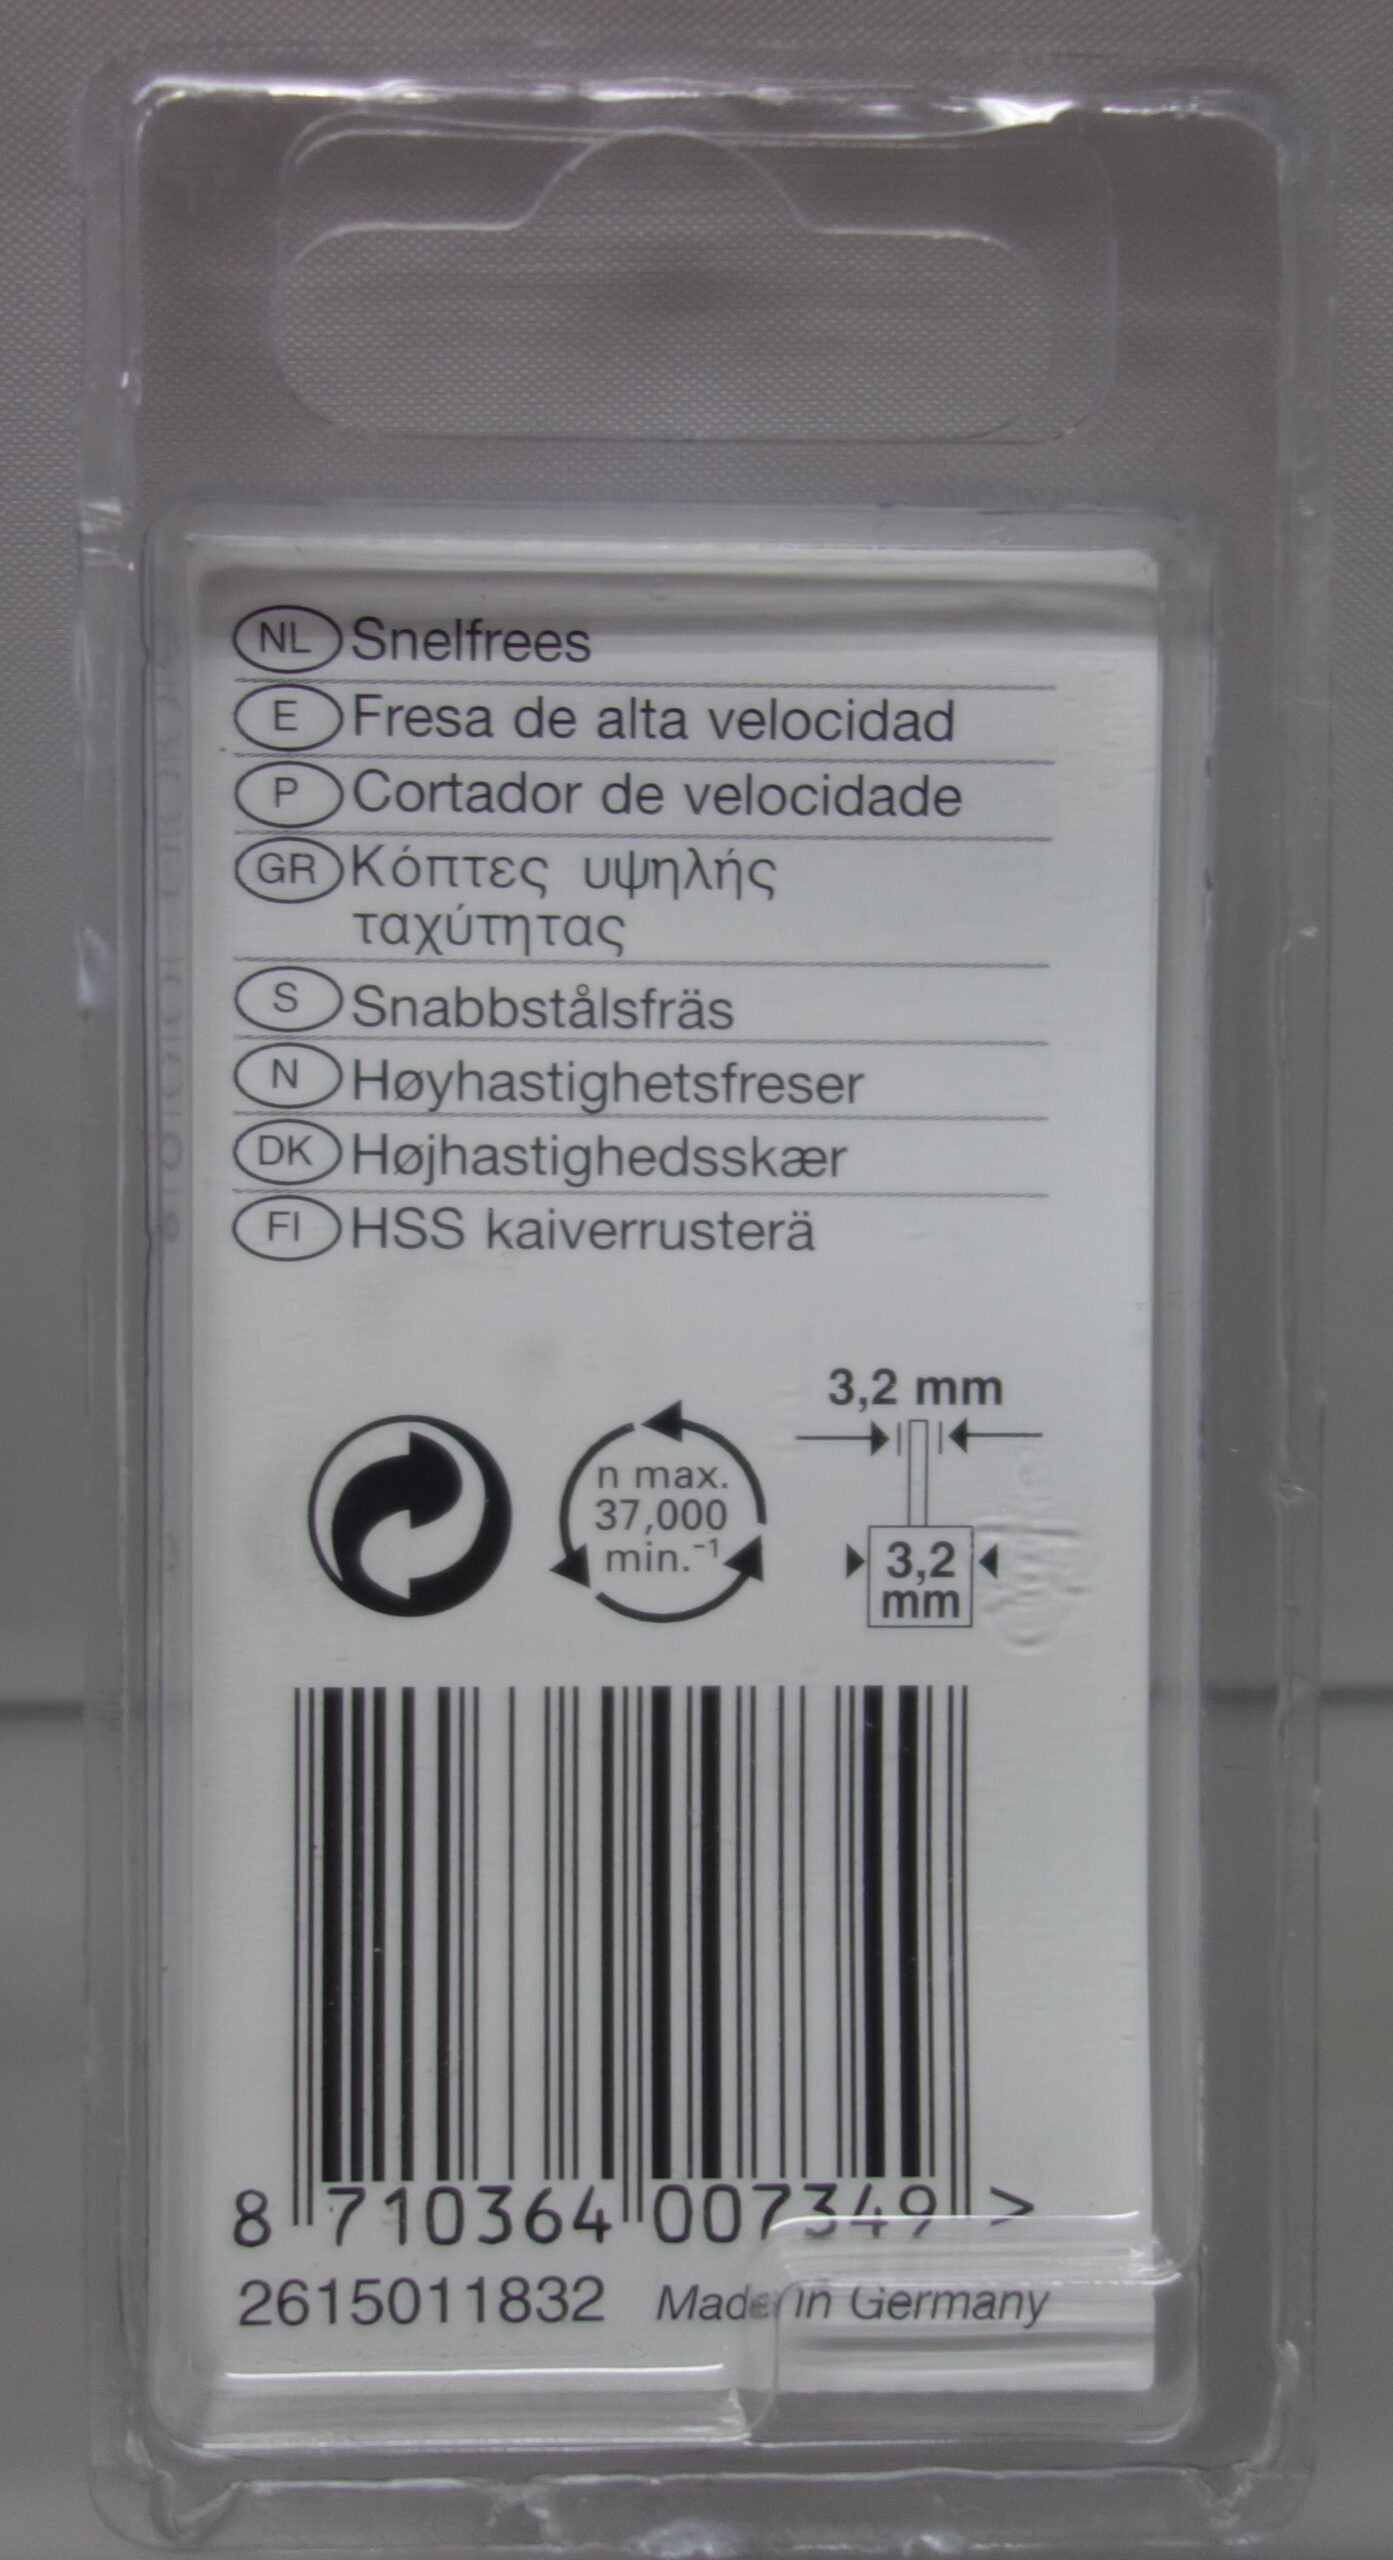 NL Snelfrees
E Fresa de alta velocidad
P Cortador de velocidade
GR Κόπτες υψηλής
ταχύτητας
S Snabbstålsfräs
N Høyhastighetsfreser
DK Højhastighedsskær
FI HSS kaiverrusterä
3,2 mm
n max.
37,000
min.⁻¹
3,2
mm
8 710364 007349 >
2615011832 Made in Germany